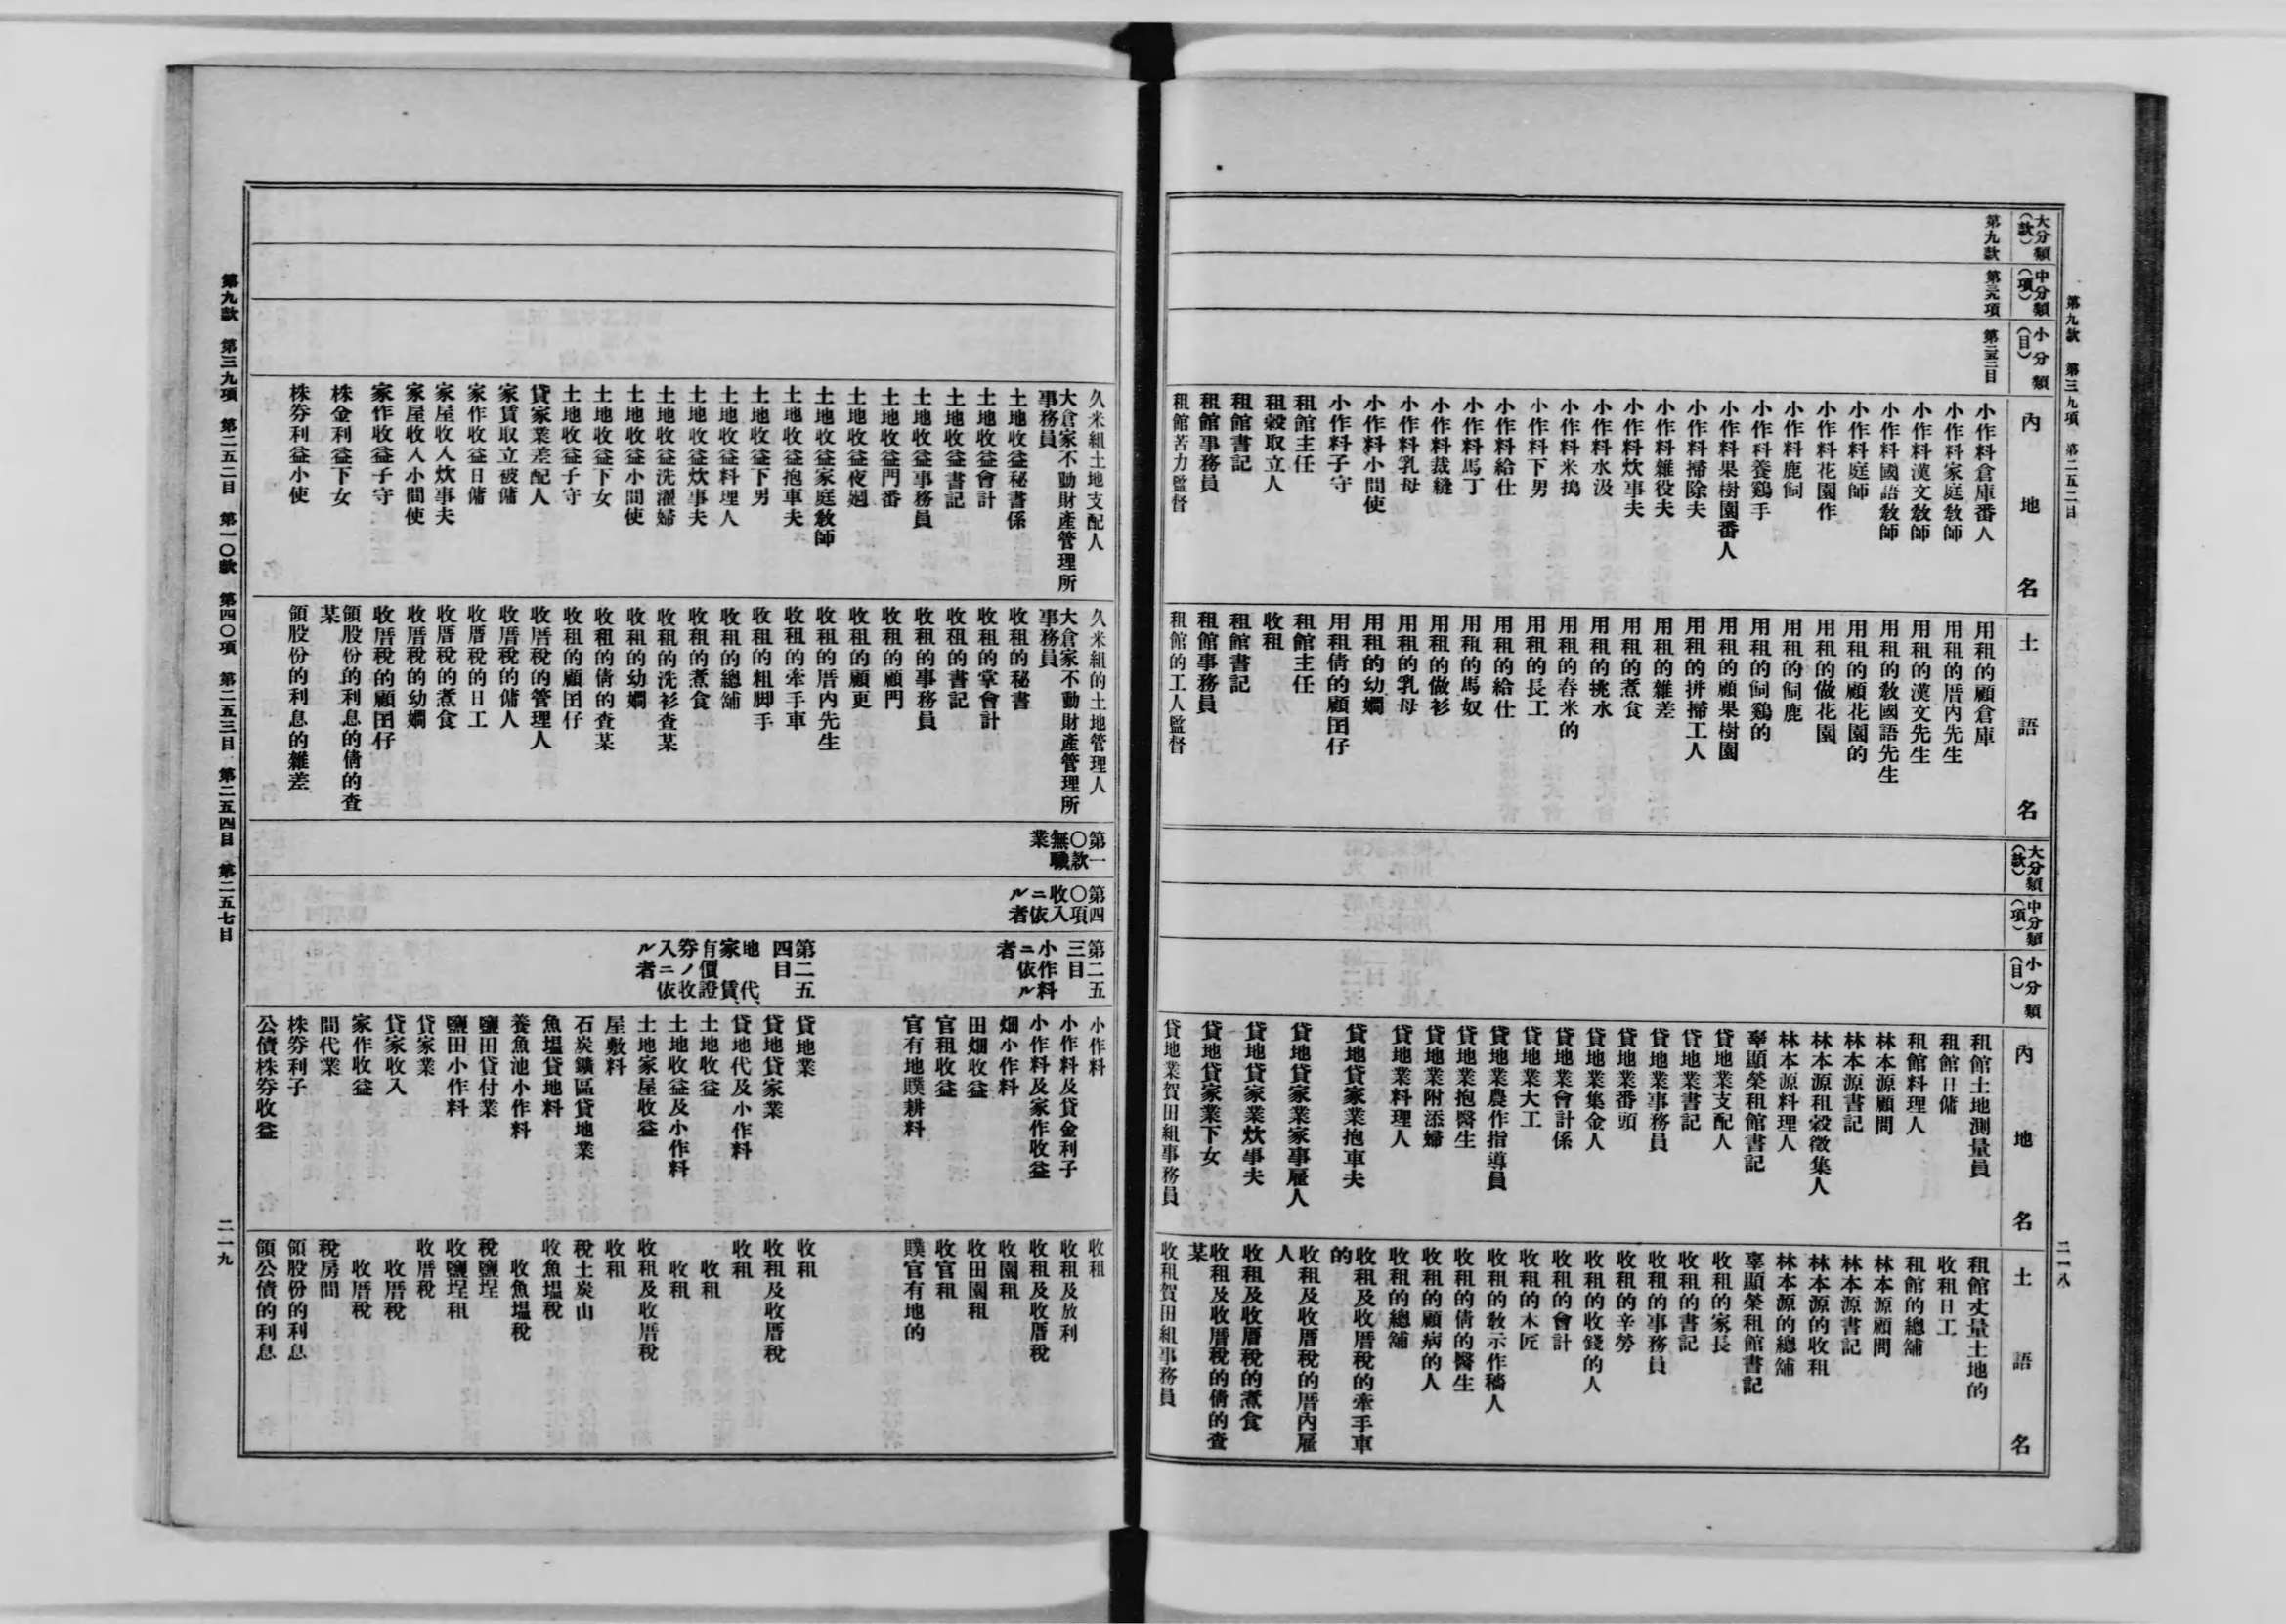 第九款 第三九項 第二五二目
二一八
大分類（款）
中分類（項）
小分類（目）
內地名
土語名
第九款
第三九項
第二五二目
小作料倉庫番人
小作料家庭敎師
小作料漢文敎師
小作料國語敎師
小作料庭師
小作料花園作
小作料鹿飼
小作料養鷄手
小作料果樹園番人
小作料掃除夫
小作料雜役夫
小作料炊事夫
小作料水汲
小作料米搗
小作料下男
小作料給仕
小作料馬丁
小作料裁縫
小作料乳母
小作料小間使
小作料子守
租館主任
租穀取立人
租館書記
租館事務員
租館苦力監督
用租的顧倉庫
用租的厝內先生
用租的漢文先生
用租的敎國語先生
用租的顧花園的
用租的做花園
用租的飼鹿
用租的飼鷄的
用租的顧果樹園
用租的拼掃工人
用租的雜差
用租的煮食
用租的挑水
用租的舂米的
用租的長工
用租的給仕
用租的馬奴
用租的做衫
用租的乳母
用租的幼嫺
用租倩的顧囝仔
租館主任
收租
租館書記
租館事務員
租館的工人監督
大分類（款）
中分類（項）
小分類（目）
內地名
土語名
租館土地測量員
租館日傭
租館料理人
林本源顧問
林本源書記
林本源租穀徵集人
林本源料理人
辜顯榮租館書記
貸地業支配人
貸地業書記
貸地業事務員
貸地業番頭
貸地業集金人
貸地業會計係
貸地業大工
貸地業農作指導員
貸地業抱醫生
貸地業附添婦
貸地業料理人
貸地貸家業抱車夫
貸地貸家業家事雇人
貸地貸家業炊事夫
貸地貸家業下女
貸地業賀田組事務員
租館丈量土地的
收租日工
租館的總舖
林本源顧問
林本源書記
林本源的收租
林本源的總舖
辜顯榮租館書記
收租的家長
收租的書記
收租的事務員
收租的辛勞
收租的收錢的人
收租的會計
收租的木匠
收租的敎示作穡人
收租的倩的醫生
收租的顧病的人
收租的總舖
收租及收厝稅的牽手車的
收租及收厝稅的厝內雇人
收租及收厝稅的煮食
收租及收厝稅的倩的查某
收租賀田組事務員
久米組土地支配人
大倉家不動財產管理所事務員
土地收益秘書係
土地收益會計
土地收益書記
土地收益事務員
土地收益門番
土地收益夜廻
土地收益家庭敎師
土地收益抱車夫
土地收益下男
土地收益料理人
土地收益炊事夫
土地收益洗濯婦
土地收益小間使
土地收益下女
土地收益子守
貸家業差配人
家賃取立被傭
家作收益日傭
家屋收入炊事夫
家屋收入小間使
家作收益子守
株金利益下女
株劵利益小使
久米組的土地管理人
大倉家不動財產管理所事務員
收租的秘書
收租的掌會計
收租的書記
收租的事務員
收租的顧門
收租的顧更
收租的厝內先生
收租的牽手車
收租的粗脚手
收租的總舖
收租的煮食
收租的洗衫查某
收租的幼嫺
收租的倩的查某
收租的顧囝仔
收厝稅的管理人
收厝稅的傭人
收厝稅的日工
收厝稅的煮食
收厝稅的幼嫺
收厝稅的顧囝仔
領股份的利息的倩的查某
領股份的利息的雜差
第一〇款 無職業
第四〇項 收入ニ依ル者
第二五三目 小作料ニ依ル者
第二五四目 地代、家賃、有價證劵ノ收入ニ依ル者
小作料
小作料及貸金利子
小作料及家作收益
畑小作料
田畑收益
官租收益
官有地贌耕料
貸地業
貸地貸家業
貸地代及小作料
土地收益
土地收益及小作料
土地家屋收益
屋敷料
石炭鑛區貸地業
魚塭貸地料
養魚池小作料
鹽田貸付業
鹽田小作料
貸家業
貸家收入
家作收益
間代業
株劵利子
公債株劵收益
收租
收租及放利
收租及收厝稅
收園租
收田園租
收官租
贌官有地的
收租
收租及收厝稅
收租
收租
收租
收租及收厝稅
收租
稅土炭山
收魚塭稅
收魚塭稅
稅鹽埕
收鹽埕租
收厝稅
收厝稅
收厝稅
稅房間
領股份的利息
領公債的利息
第九款 第三九項 第二五二目 第一〇款 第四〇項 第二五三目 第二五四目 第二五七目
二一九